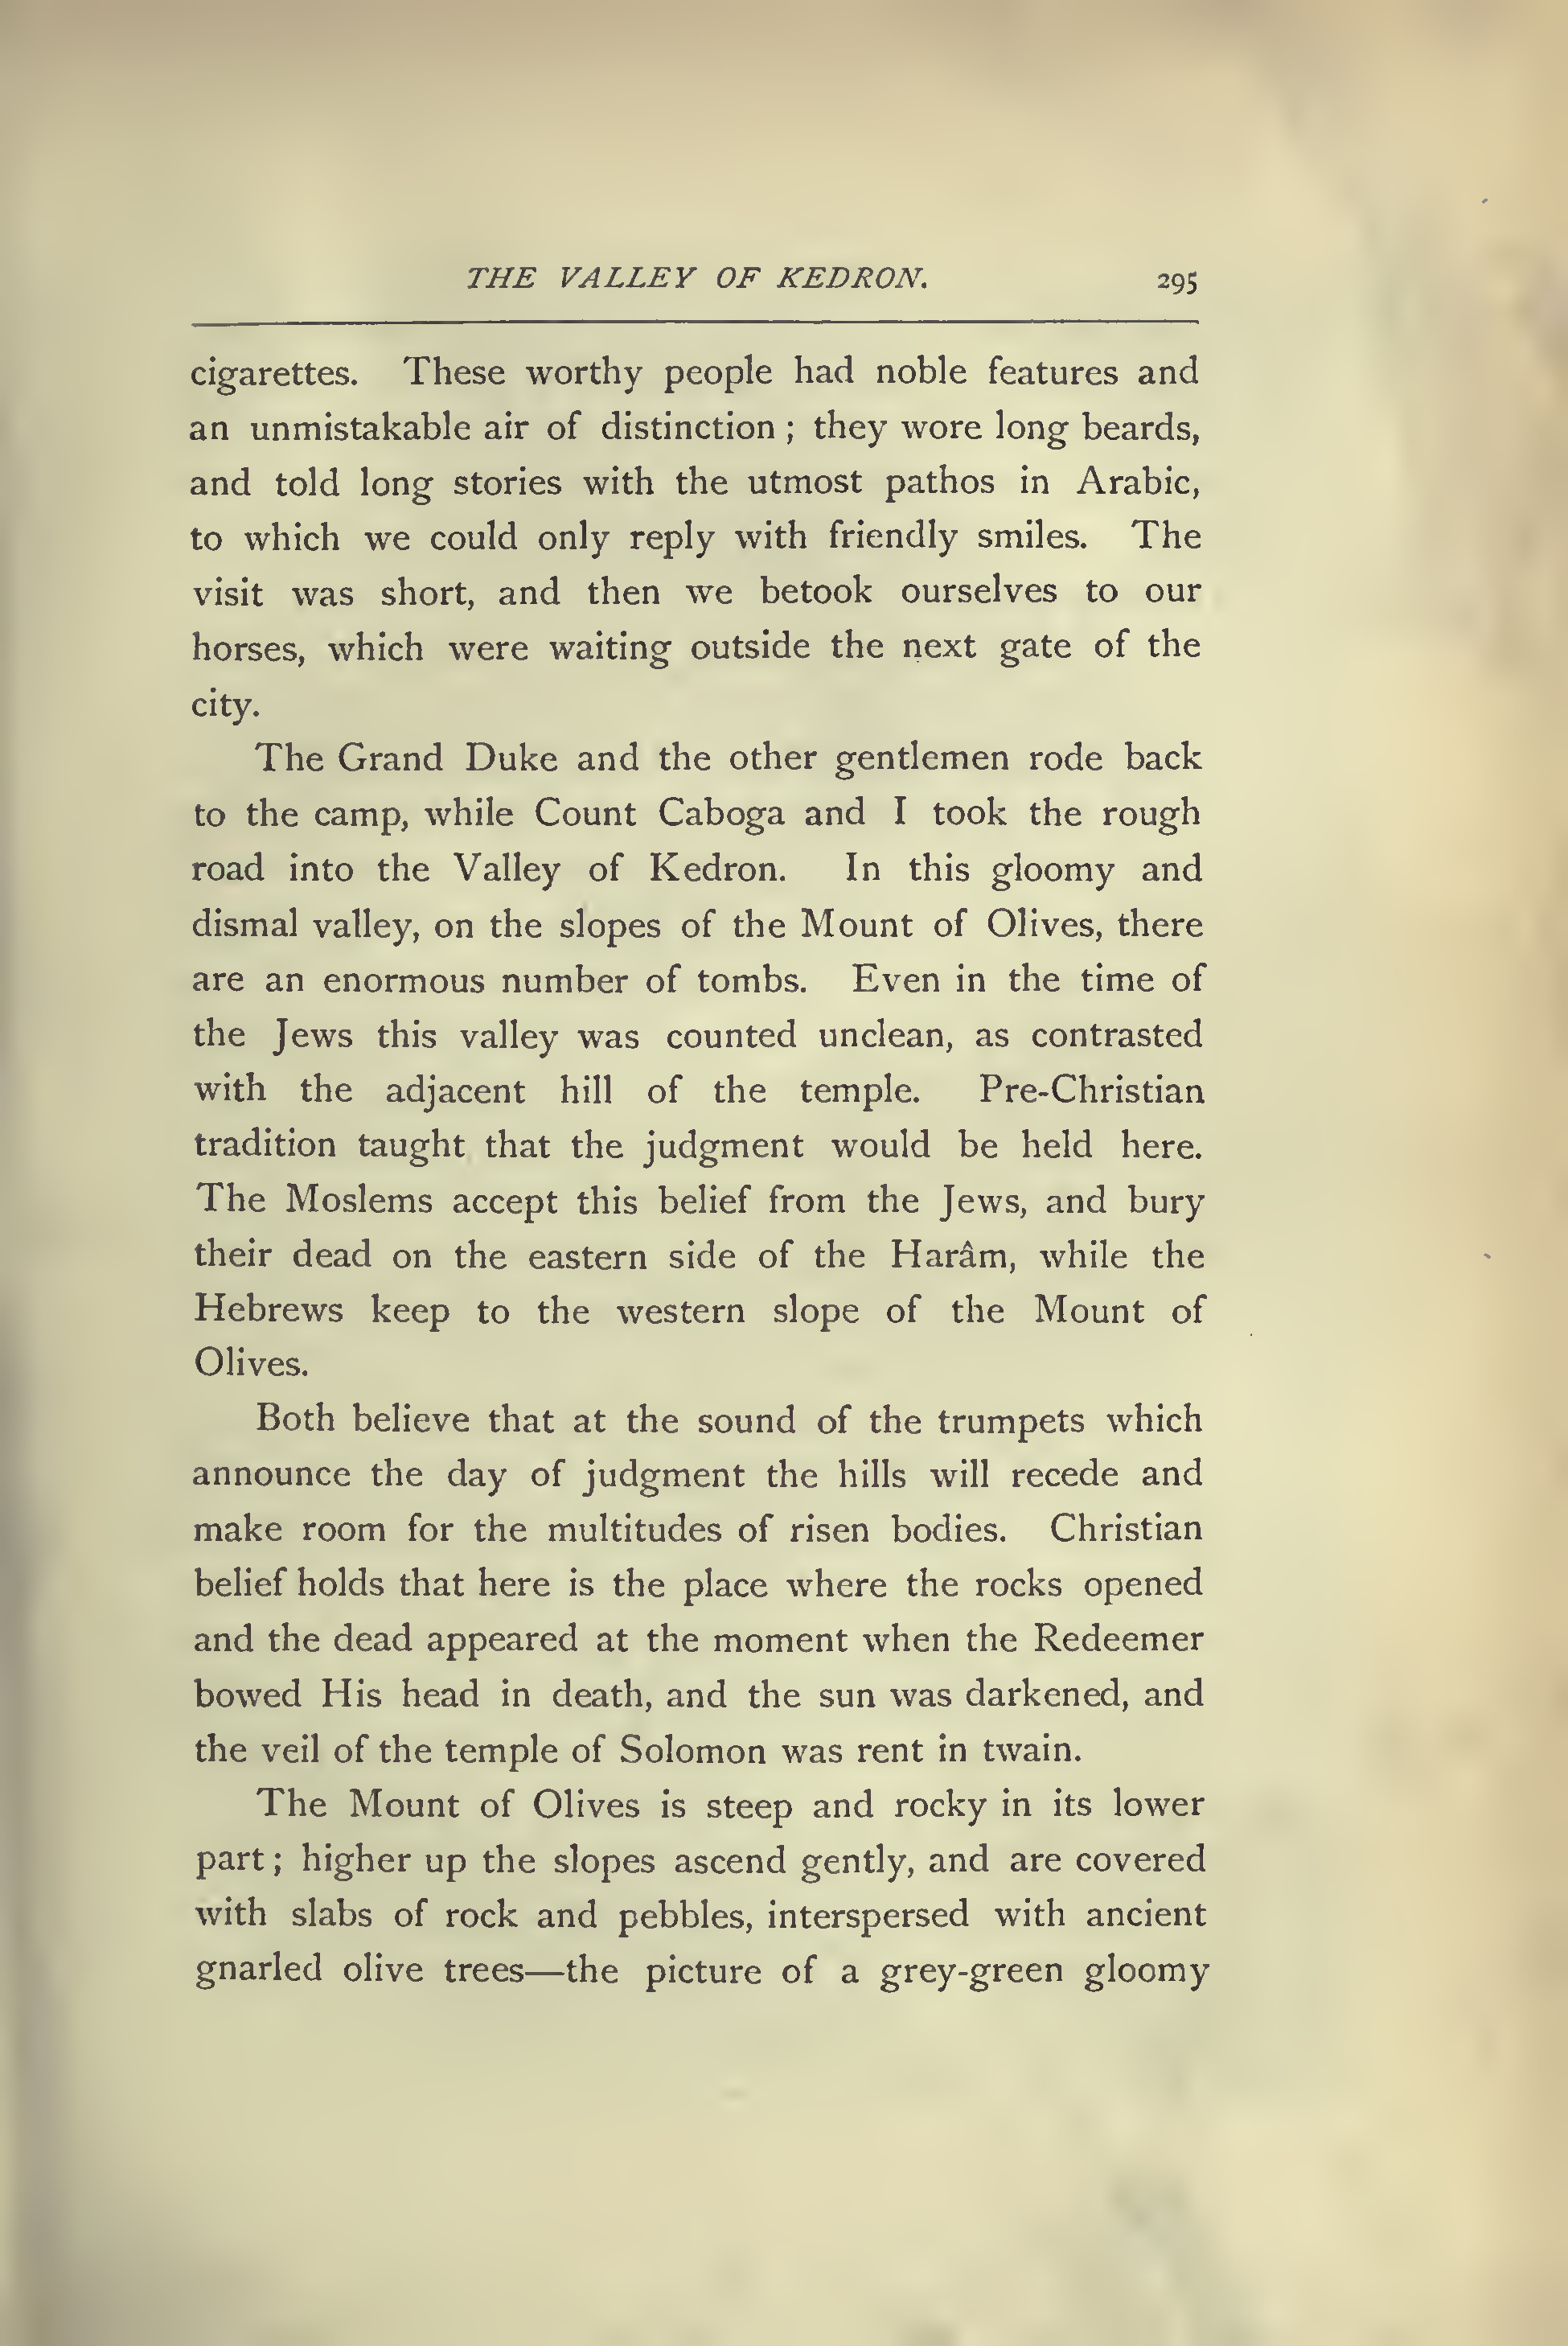 THE VALLEY OF KEDRON. 295
cigarettes. These worthy people had noble features and
an unmistakable air of distinction ; they wore long beards,
and told long stories with the utmost pathos in Arabic,
to which we could only reply with friendly smiles. The
visit was short, and then we betook ourselves to our
horses, which were waiting outside the next gate of the
city.
The Grand Duke and the other gentlemen rode back
to the camp, while Count Caboga and I took the rough
road into the Valley of Kedron. In this gloomy and
dismal valley, on the slopes of the Mount of Olives, there
are an enormous number of tombs. Even in the time of
the Jews this valley was counted unclean, as contrasted
with the adjacent hill of the temple. Pre-Christian
tradition taught that the judgment would be held here.
The Moslems accept this belief from the Jews, and bury
their dead on the eastern side of the Harâm, while the
Hebrews keep to the western slope of the Mount of
Olives.
Both believe that at the sound of the trumpets which
announce the day of judgment the hills will recede and
make room for the multitudes of risen bodies. Christian
belief holds that here is the place where the rocks opened
and the dead appeared at the moment when the Redeemer
bowed His head in death, and the sun was darkened, and
the veil of the temple of Solomon was rent in twain.
The Mount of Olives is steep and rocky in its lower
part ; higher up the slopes ascend gently, and are covered
with slabs of rock and pebbles, interspersed with ancient
gnarled olive trees—the picture of a grey-green gloomy